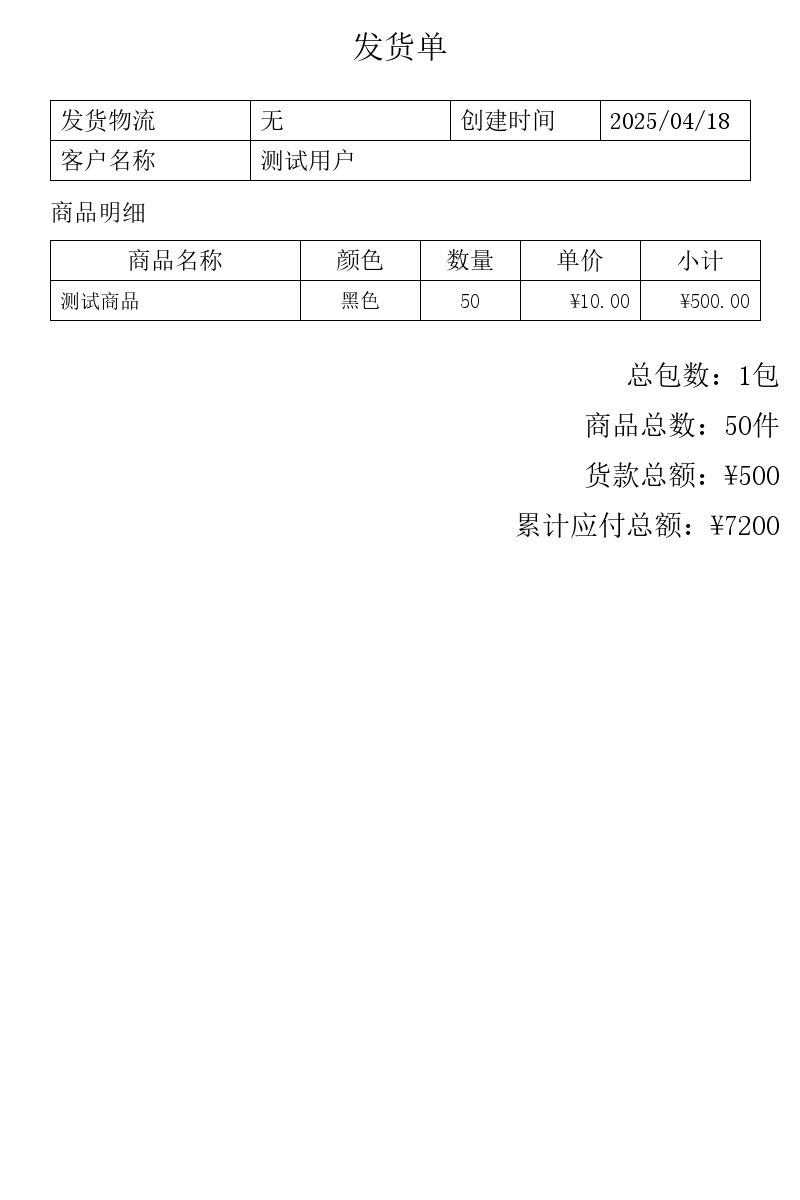 发货单
发货物流 无 创建时间 2025/04/18
客户名称 测试用户
商品明细
商品名称 颜色 数量 单价 小计
测试商品 黑色 50 ¥10.00 ¥500.00
总包数：1包
商品总数：50件
货款总额：¥500
累计应付总额：¥7200